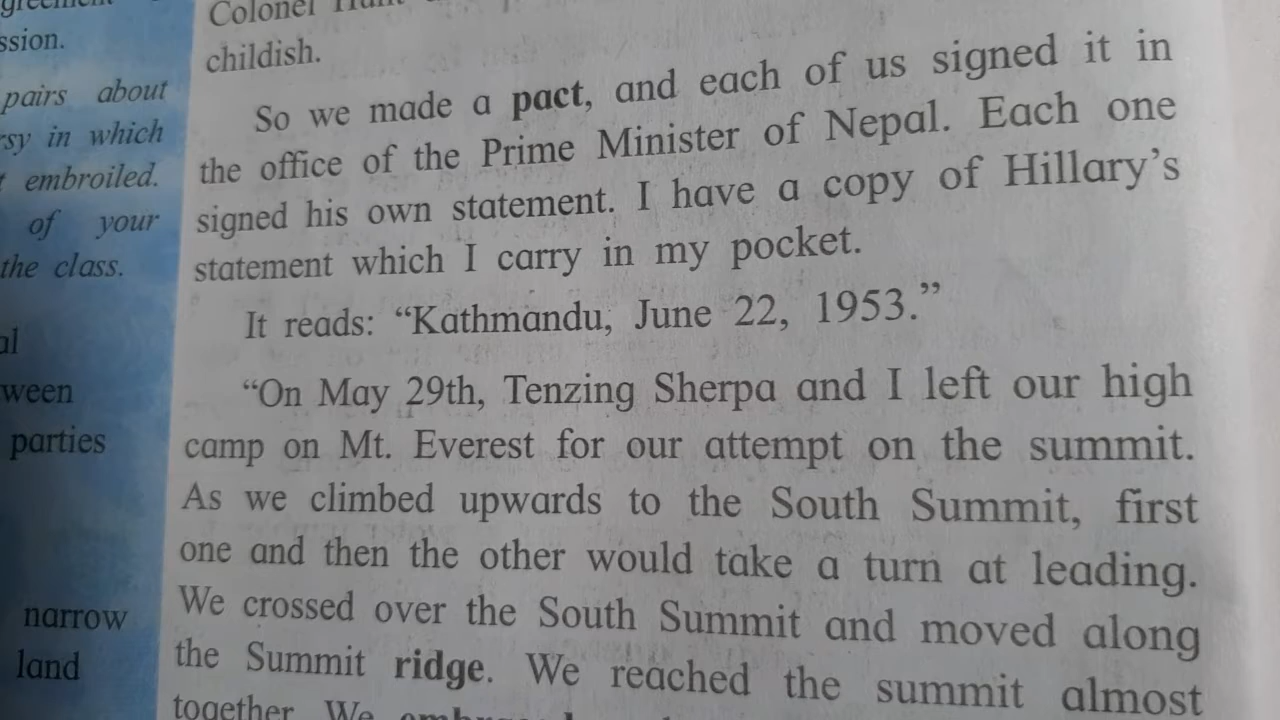 ssion.
pairs about
sy in which
embroiled.
of your
the class.
al
ween
parties
narrow
land
Colonel
childish.
So we made a pact, and each of us signed it in
the office of the Prime Minister of Nepal. Each one
signed his own statement. I have a copy of Hillary’s
statement which I carry in my pocket.
It reads: “Kathmandu, June 22, 1953.”
“On May 29th, Tenzing Sherpa and I left our high
camp on Mt. Everest for our attempt on the summit.
As we climbed upwards to the South Summit, first
one and then the other would take a turn at leading.
We crossed over the South Summit and moved along
the Summit ridge. We reached the summit almost
together We